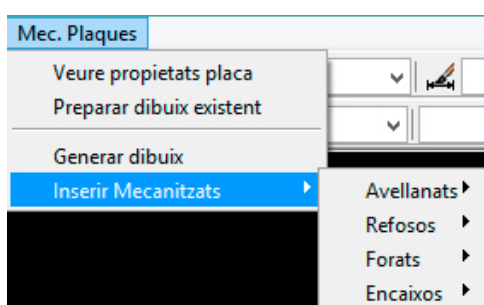 Mec. Plaques
Veure propietats placa
Preparar dibuix existent
Generar dibuix
Inserir Mecanitzats
Avellanats
Refosos
Forats
Encaixos